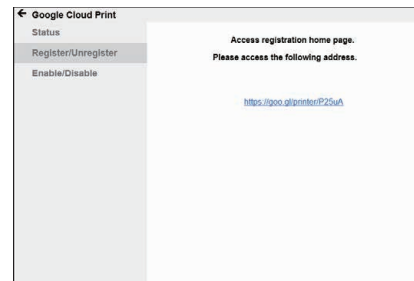 ← Google Cloud Print
Status
Register/Unregister
Enable/Disable
Access registration home page.
Please access the following address.
https://goo.gl/printer/P25uA